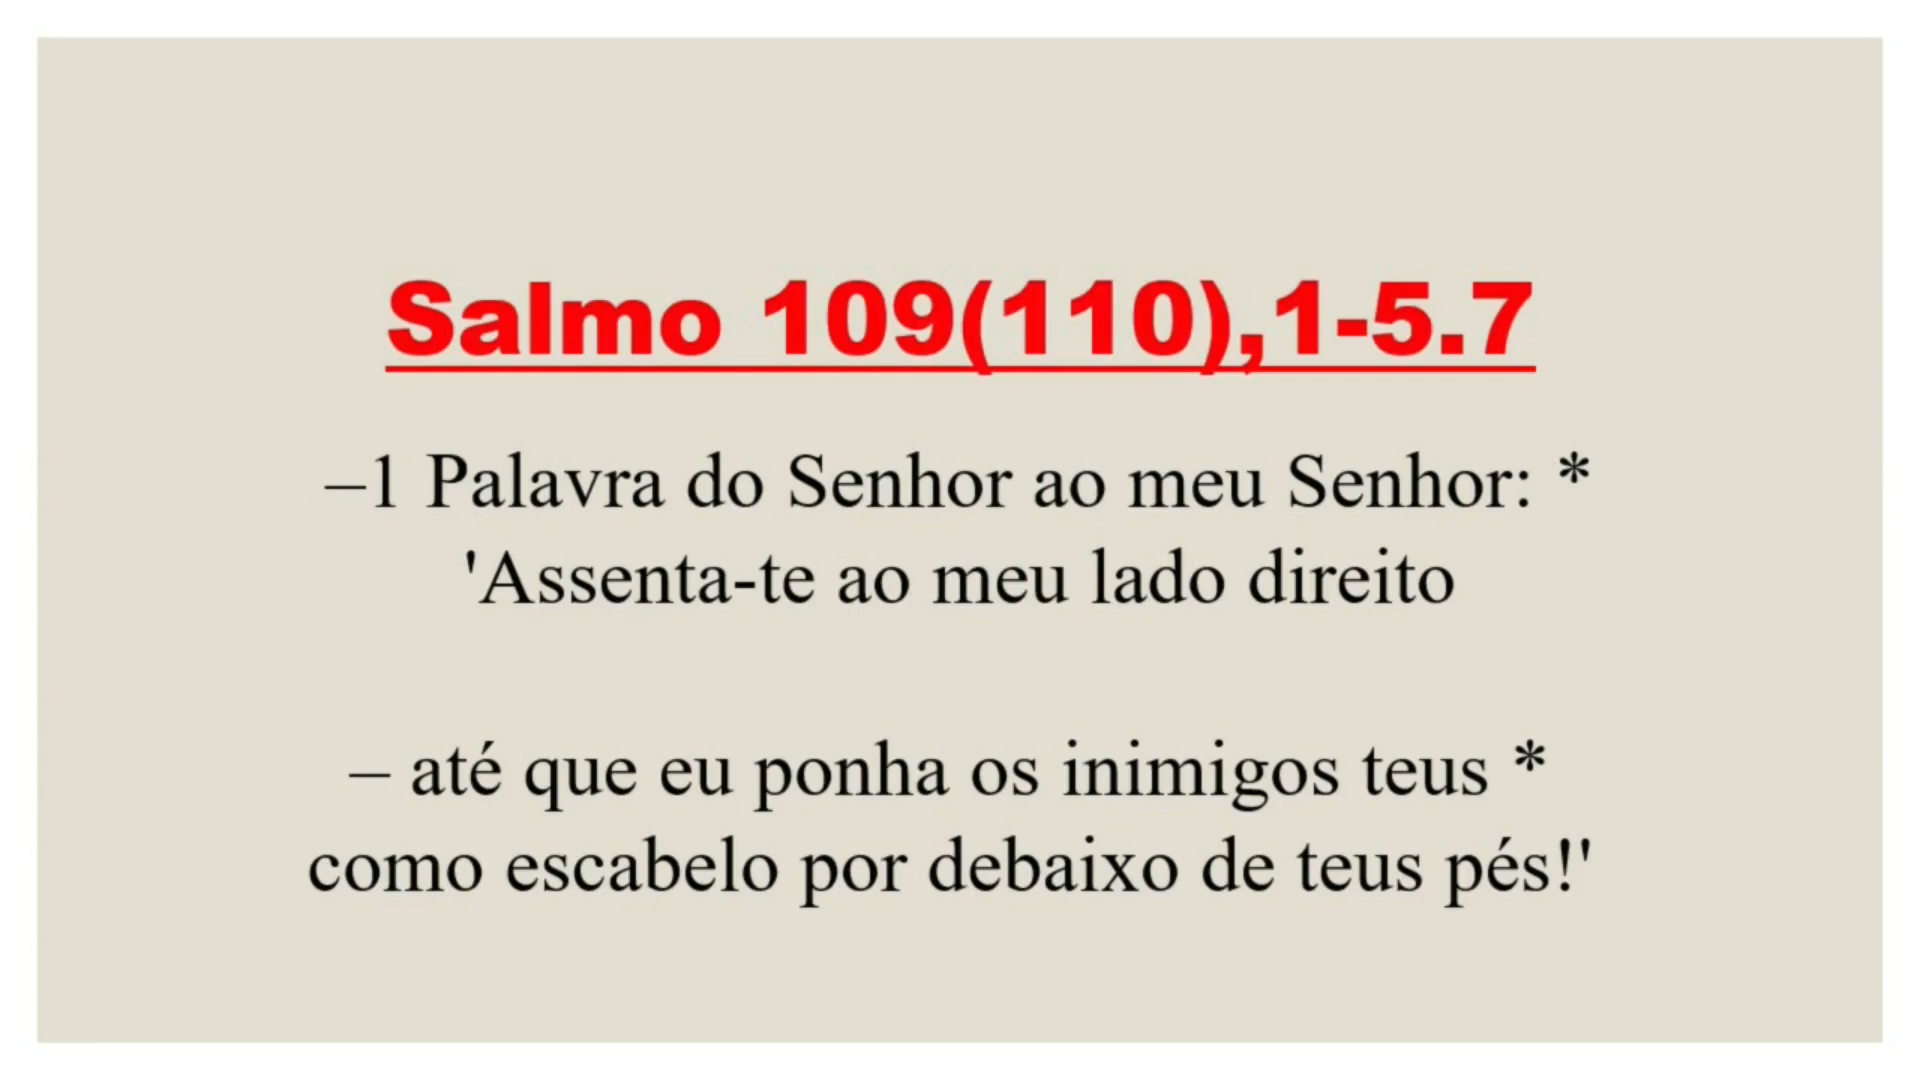 Salmo 109(110),1-5.7
–1 Palavra do Senhor ao meu Senhor: *
'Assenta-te ao meu lado direito
– até que eu ponha os inimigos teus *
como escabelo por debaixo de teus pés!'